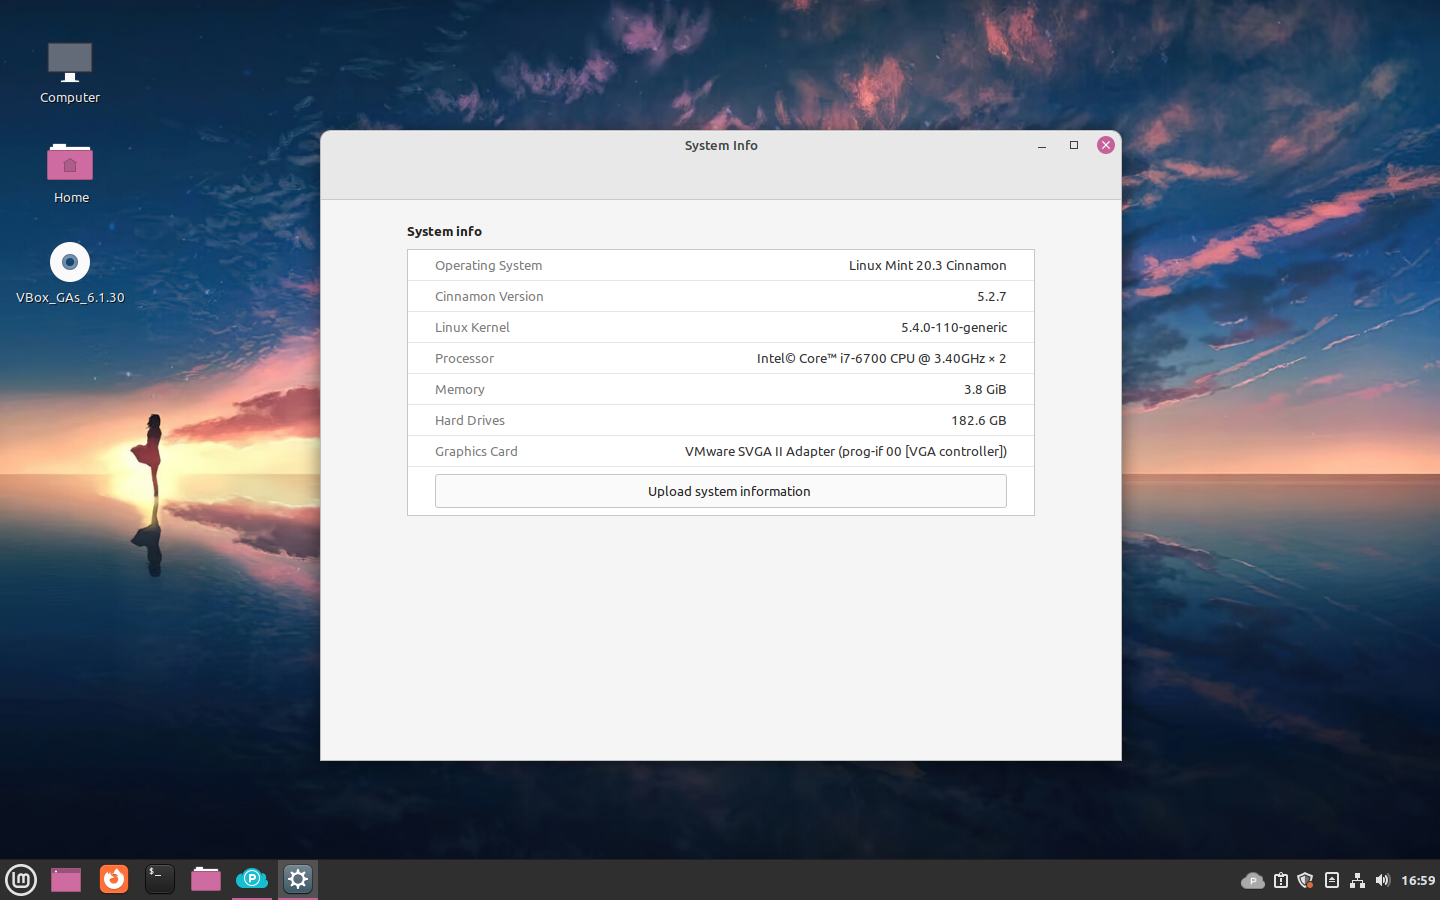 Computer
Home
VBox_GAs_6.1.30
System Info
System info
Operating System Linux Mint 20.3 Cinnamon
Cinnamon Version 5.2.7
Linux Kernel 5.4.0-110-generic
Processor Intel© Core™ i7-6700 CPU @ 3.40GHz × 2
Memory 3.8 GiB
Hard Drives 182.6 GB
Graphics Card VMware SVGA II Adapter (prog-if 00 [VGA controller])
Upload system information
$_
P
P
16:59